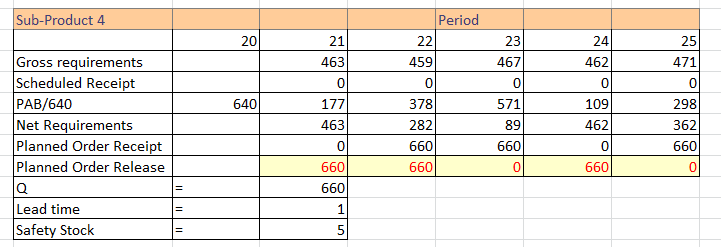 Sub-Product 4 Period
20 21 22 23 24 25
Gross requirements 463 459 467 462 471
Scheduled Receipt 0 0 0 0 0
PAB/640 640 177 378 571 109 298
Net Requirements 463 282 89 462 362
Planned Order Receipt 0 660 660 0 660
Planned Order Release 660 660 0 660 0
Q = 660
Lead time = 1
Safety Stock = 5